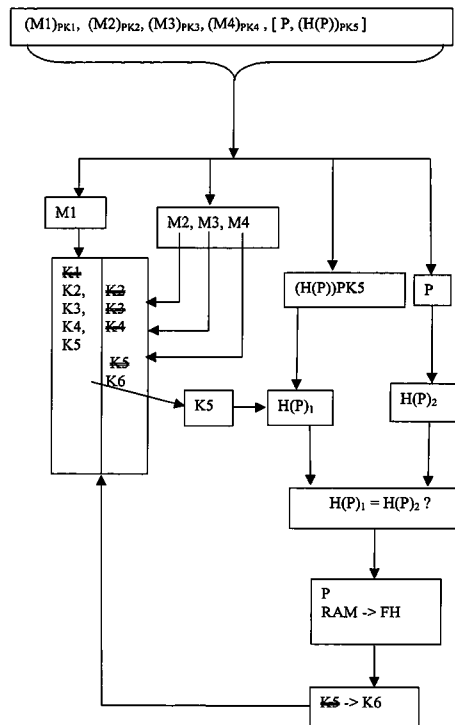 (M1)PK1, (M2)PK2, (M3)PK3, (M4)PK4 , [ P, (H(P))PK5 ]
M1
M2, M3, M4
K1
K2, K2
K3, K3
K4, K4
K5
K5
K6
(H(P))PK5
P
K5
H(P)1
H(P)2
H(P)1 = H(P)2 ?
P
RAM -> FH
K5 -> K6